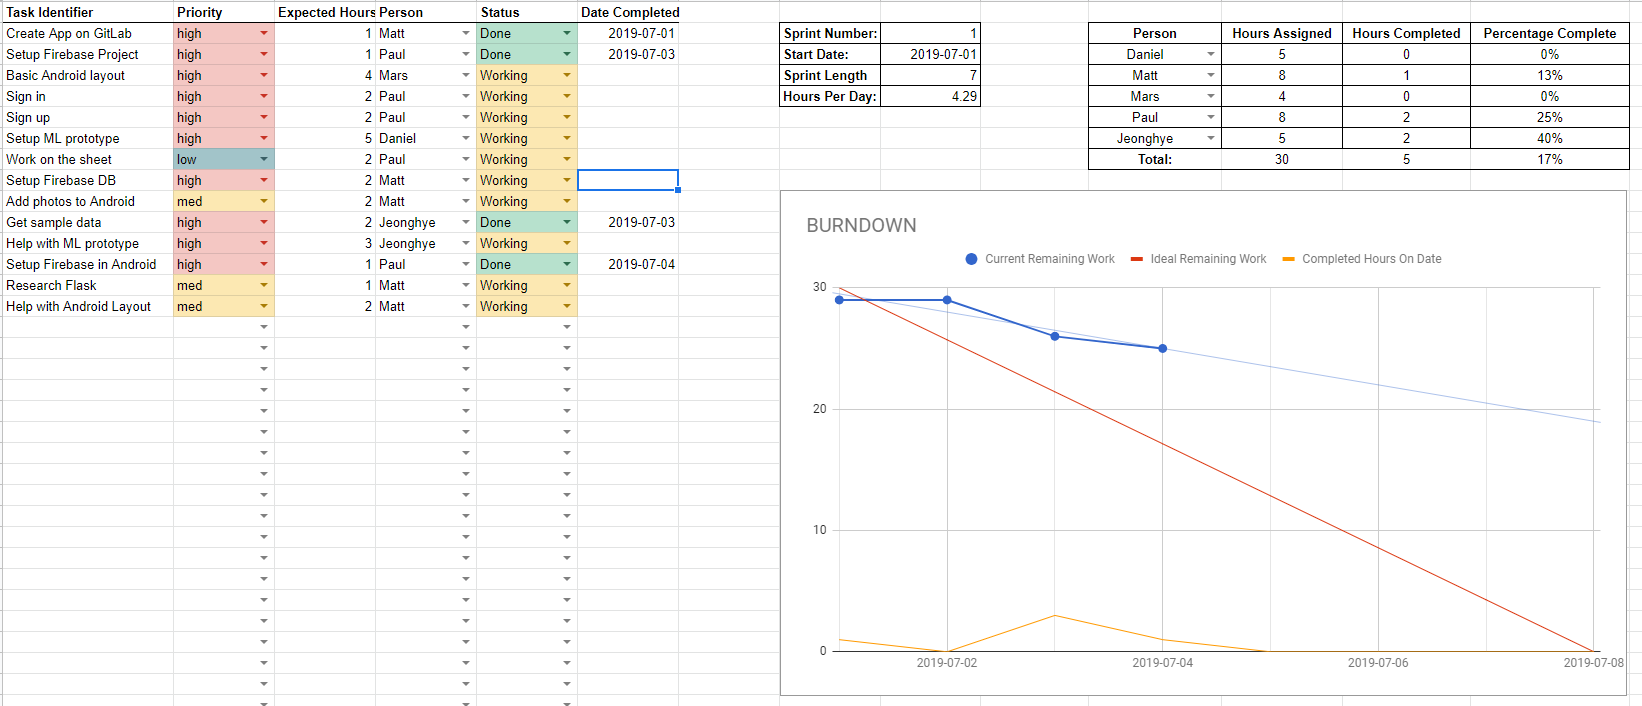 Task Identifier Priority Expected Hours Person Status Date Completed
Create App on GitLab high 1 Matt Done 2019-07-01
Setup Firebase Project high 1 Paul Done 2019-07-03
Basic Android layout high 4 Mars Working
Sign in high 2 Paul Working
Sign up high 2 Paul Working
Setup ML prototype high 5 Daniel Working
Work on the sheet low 2 Paul Working
Setup Firebase DB high 2 Matt Working
Add photos to Android med 2 Matt Working
Get sample data high 2 Jeonghye Done 2019-07-03
Help with ML prototype high 3 Jeonghye Working
Setup Firebase in Android high 1 Paul Done 2019-07-04
Research Flask med 1 Matt Working
Help with Android Layout med 2 Matt Working
Sprint Number: 1
Start Date: 2019-07-01
Sprint Length 7
Hours Per Day: 4.29
Person Hours Assigned Hours Completed Percentage Complete
Daniel 5 0 0%
Matt 8 1 13%
Mars 4 0 0%
Paul 8 2 25%
Jeonghye 5 2 40%
Total: 30 5 17%
BURNDOWN
Current Remaining Work Ideal Remaining Work Completed Hours On Date
30
20
10
0
2019-07-02 2019-07-04 2019-07-06 2019-07-08